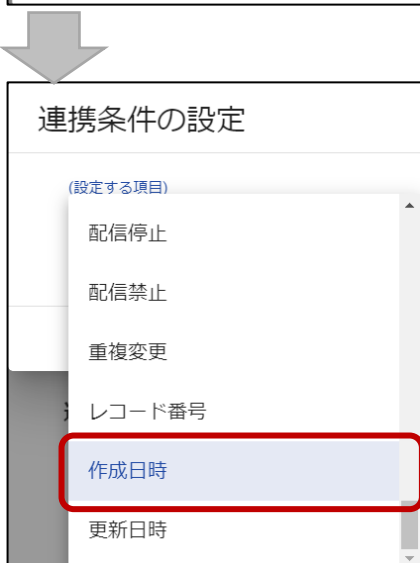 連携条件の設定
(設定する項目)
配信停止
配信禁止
重複変更
レコード番号
作成日時
更新日時